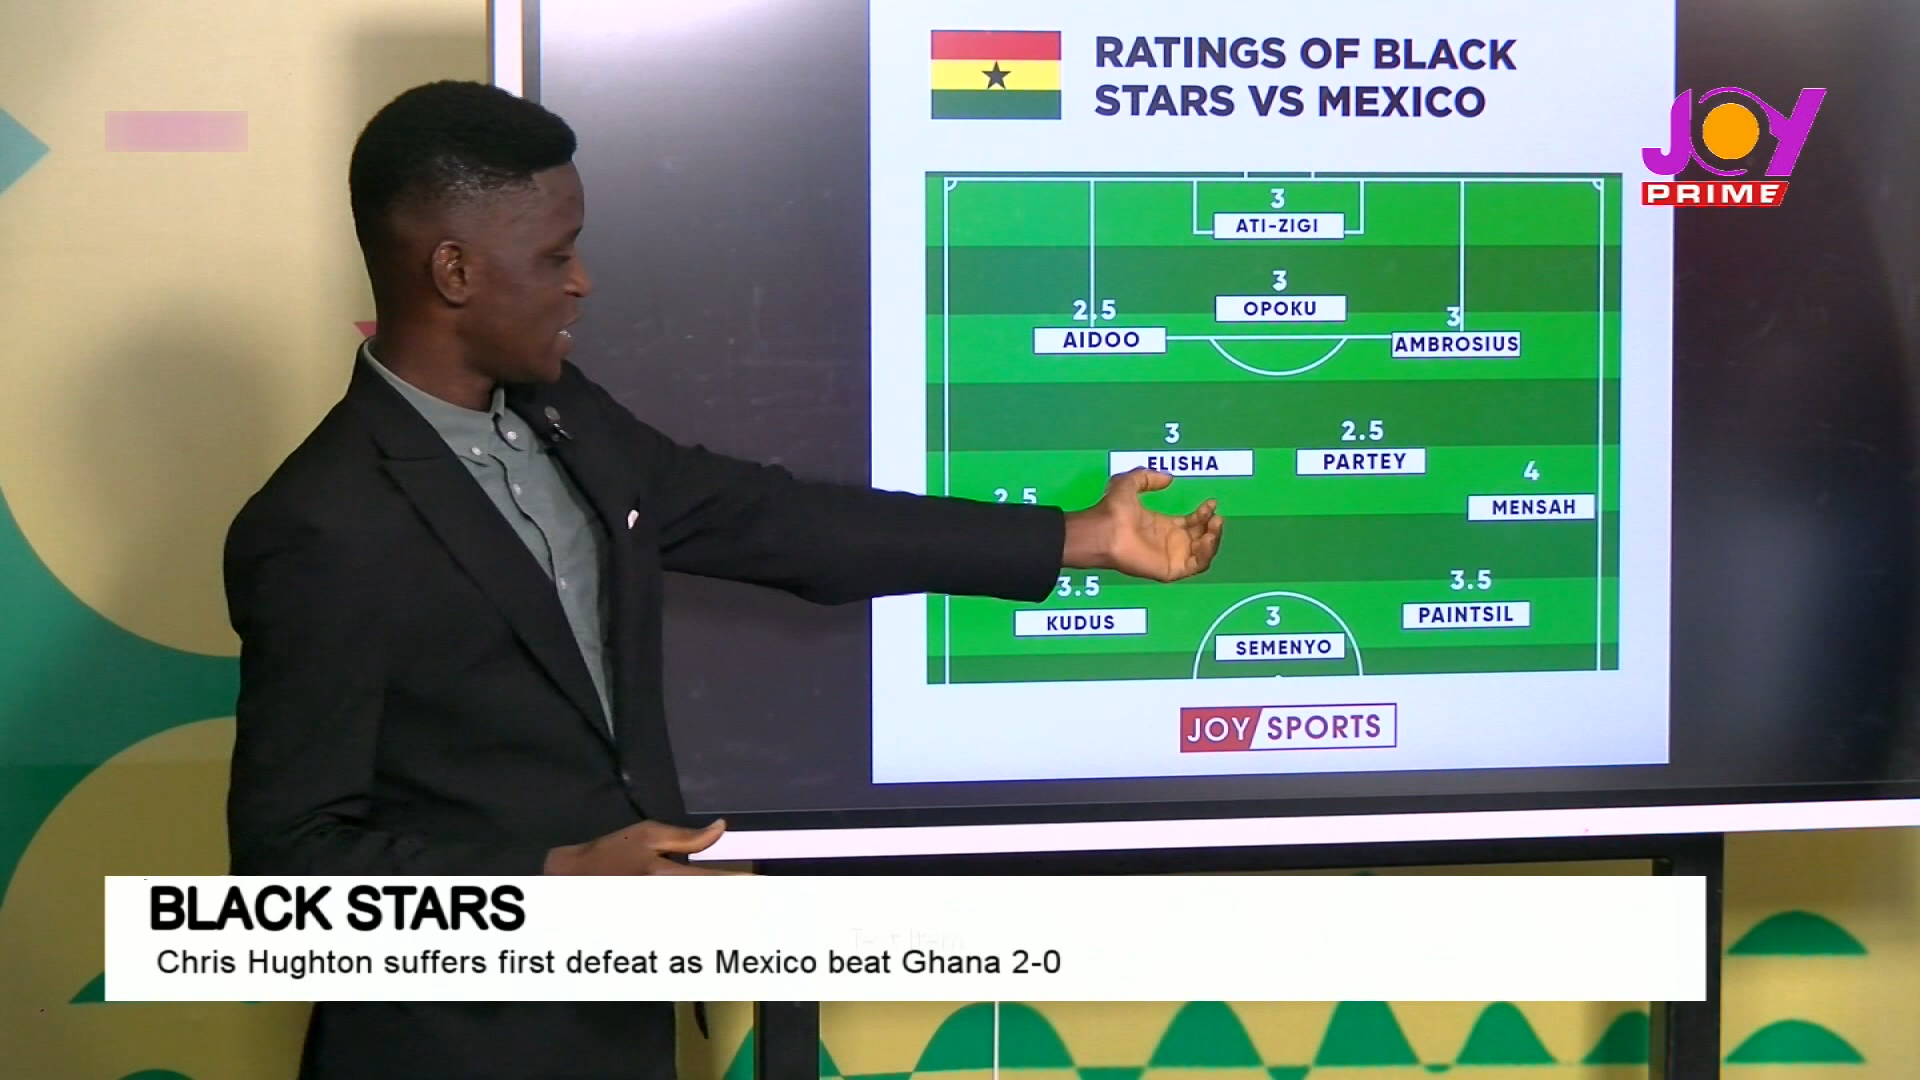 RATINGS OF BLACK
STARS VS MEXICO
JOY
PRIME
3
ATI-ZIGI
3
OPOKU
2.5
AIDOO
3
AMBROSIUS
3
ELISHA
2.5
PARTEY
2.5
4
MENSAH
3.5
KUDUS
3
SEMENYO
3.5
PAINTSIL
JOY SPORTS
BLACK STARS
Chris Hughton suffers first defeat as Mexico beat Ghana 2-0